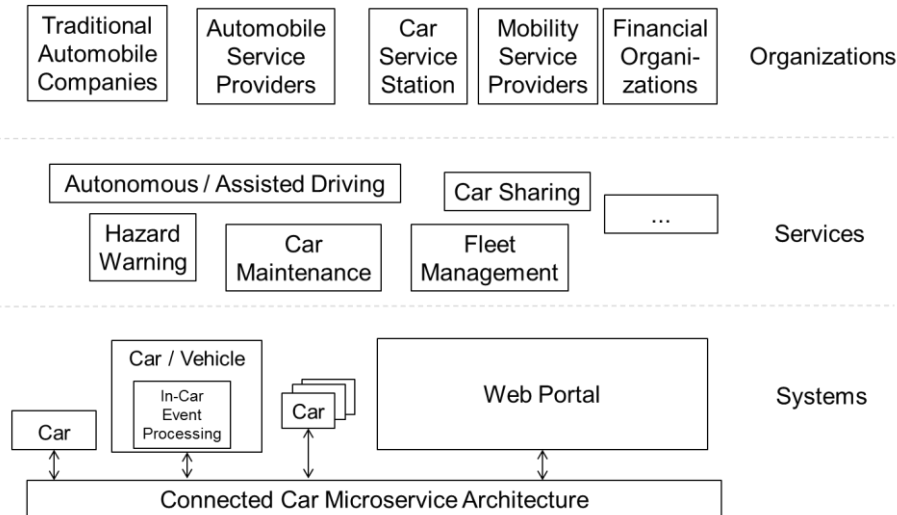 Traditional
Automobile
Companies
Automobile
Service
Providers
Car
Service
Station
Mobility
Service
Providers
Financial
Organi-
zations
Organizations
Autonomous / Assisted Driving
Car Sharing
...
Hazard
Warning
Car
Maintenance
Fleet
Management
Services
Car
Car / Vehicle
In-Car
Event
Processing
Car
Web Portal
Systems
Connected Car Microservice Architecture